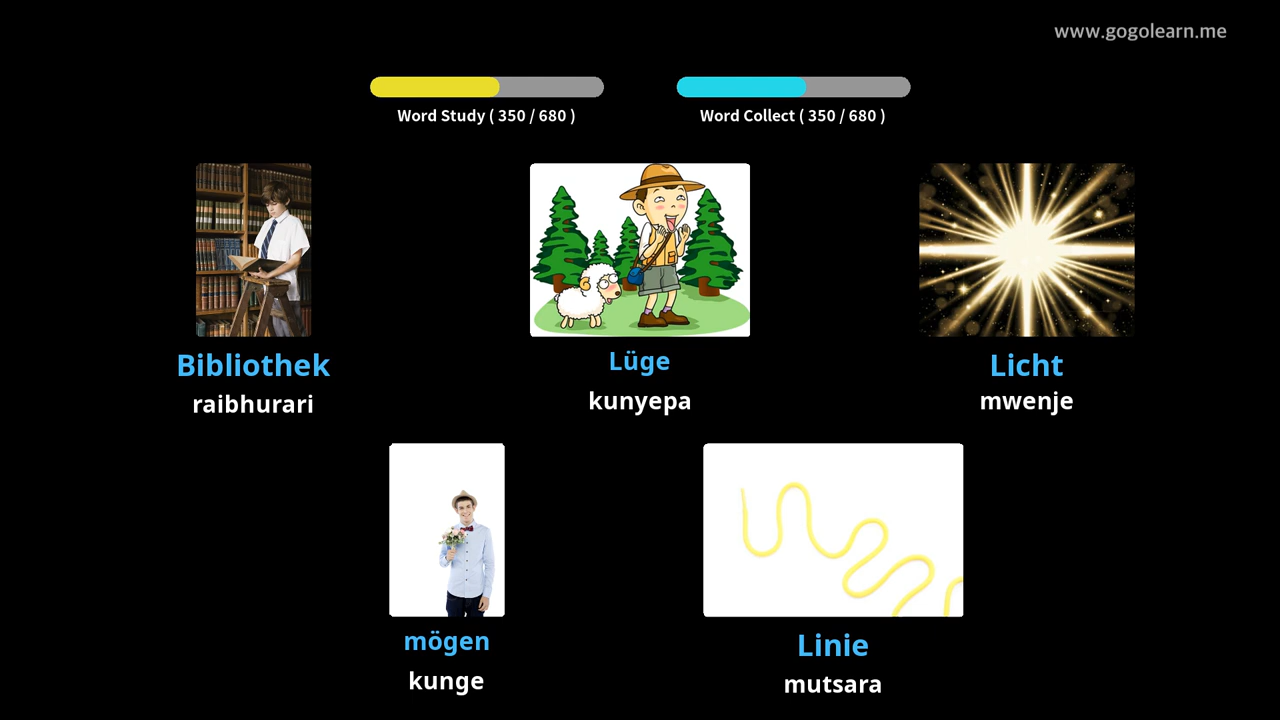 www.gogolearn.me
Word Study ( 350 / 680 )
Word Collect ( 350 / 680 )
Bibliothek
raibhurari
Lüge
kunyepa
Licht
mwenje
mögen
kunge
Linie
mutsara